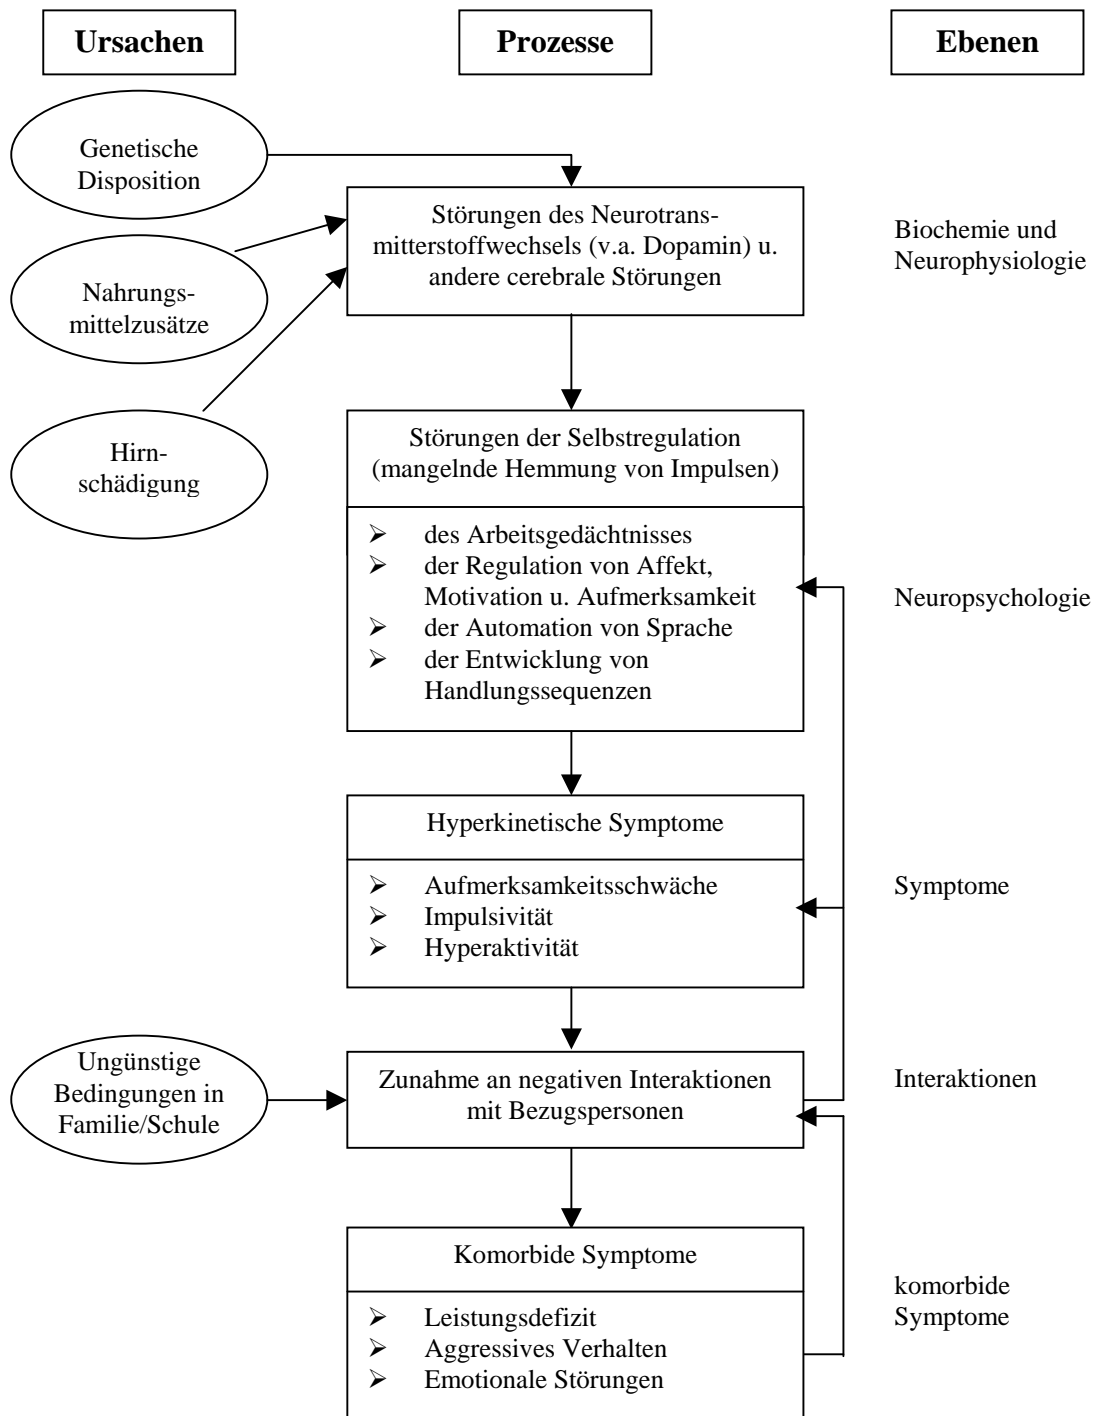 Ursachen
Prozesse
Ebenen
Genetische
Disposition
Störungen des Neurotrans-
mitterstoffwechsels (v.a. Dopamin) u.
andere cerebrale Störungen
Biochemie und
Neurophysiologie
Nahrungs-
mittelzusätze
Hirn-
schädigung
Störungen der Selbstregulation
(mangelnde Hemmung von Impulsen)
➢ des Arbeitsgedächtnisses
➢ der Regulation von Affekt,
Motivation u. Aufmerksamkeit
➢ der Automation von Sprache
➢ der Entwicklung von
Handlungssequenzen
Neuropsychologie
Hyperkinetische Symptome
➢ Aufmerksamkeitsschwäche
➢ Impulsivität
➢ Hyperaktivität
Symptome
Ungünstige
Bedingungen in
Familie/Schule
Zunahme an negativen Interaktionen
mit Bezugspersonen
Interaktionen
Komorbide Symptome
➢ Leistungsdefizit
➢ Aggressives Verhalten
➢ Emotionale Störungen
komorbide
Symptome